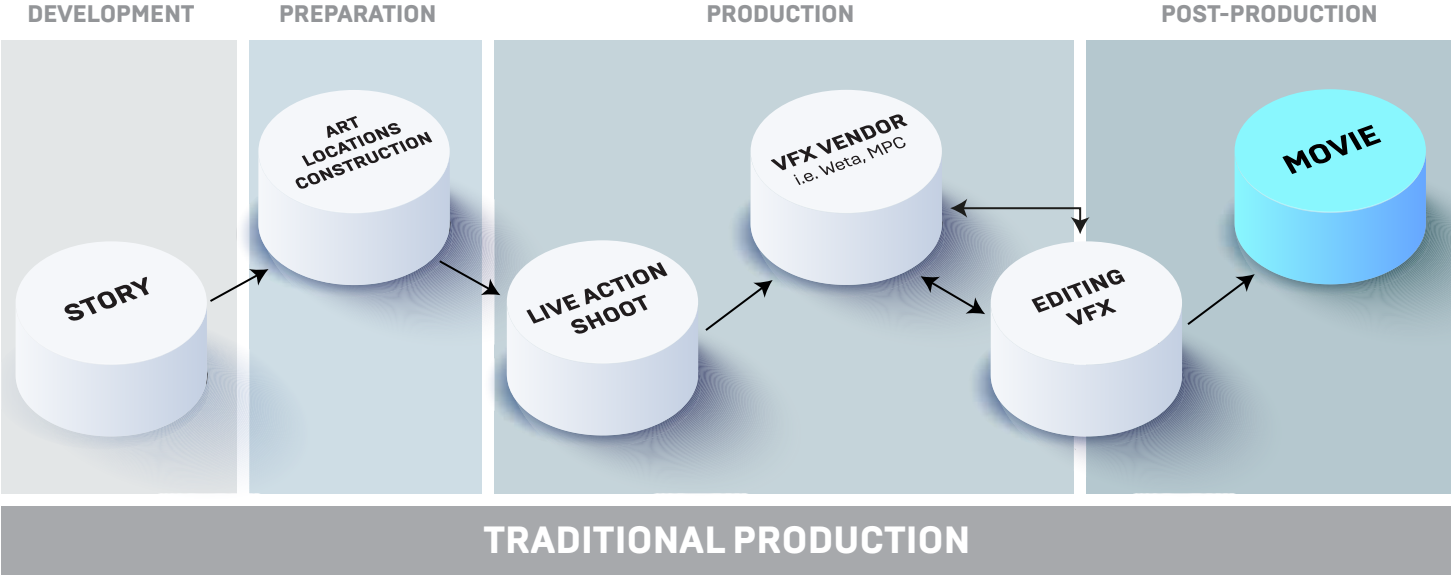 DEVELOPMENT
PREPARATION
PRODUCTION
POST-PRODUCTION
STORY
ART
LOCATIONS
CONSTRUCTION
LIVE ACTION
SHOOT
VFX VENDOR
i.e. Weta, MPC
EDITING
VFX
MOVIE
TRADITIONAL PRODUCTION